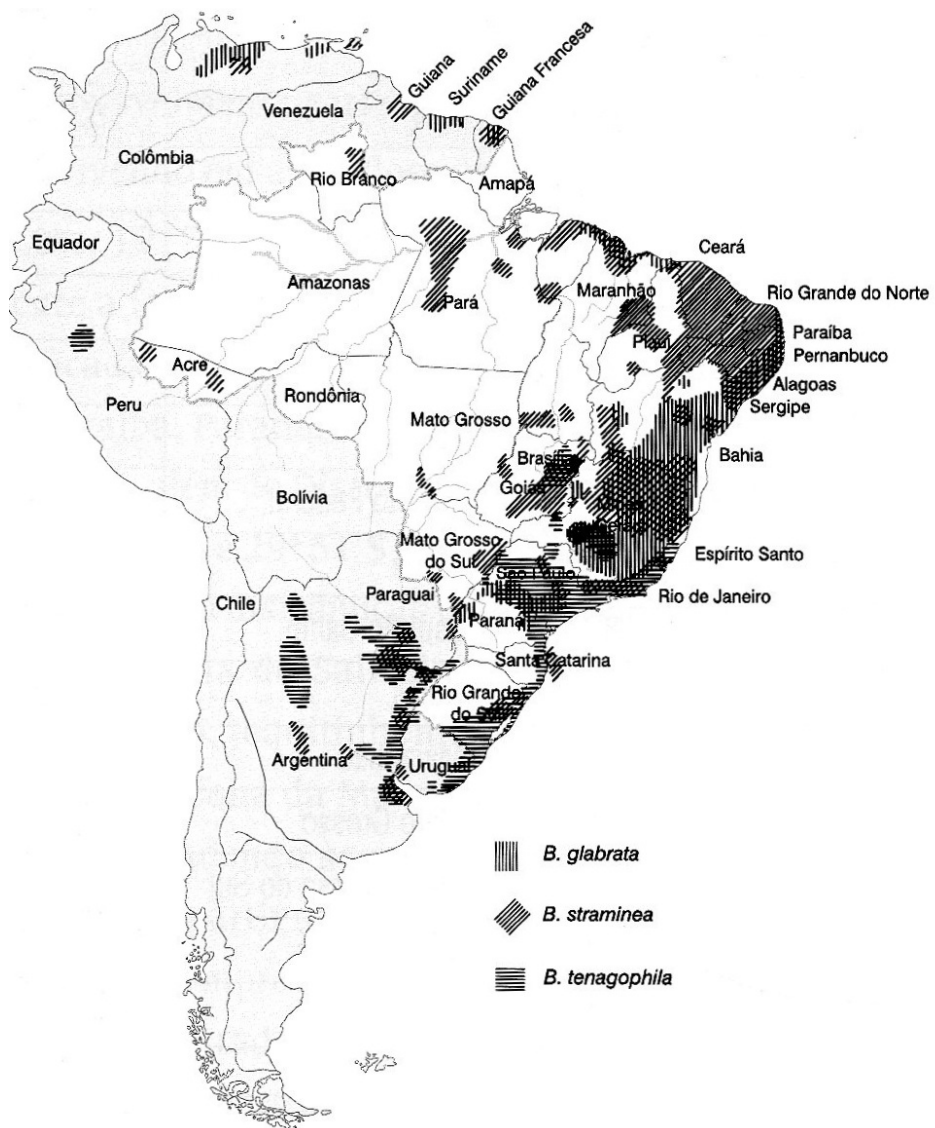 Guiana
Suriname
Guiana Francesa
Venezuela
Colômbia
Rio Branco
Amapá
Equador
Ceará
Amazonas
Maranhão
Rio Grande do Norte
Pará
Piauí
Paraíba
Pernanbuco
Acre
Alagoas
Rondônia
Sergipe
Peru
Mato Grosso
Bahia
Brasília
Goiás
Bolívia
Mato Grosso
do Sul
Espírito Santo
São Paulo
Chile
Paraguai
Rio de Janeiro
Paraná
Santa Catarina
Rio Grande
do Sul
Argentina
Uruguai
B. glabrata
B. straminea
B. tenagophila